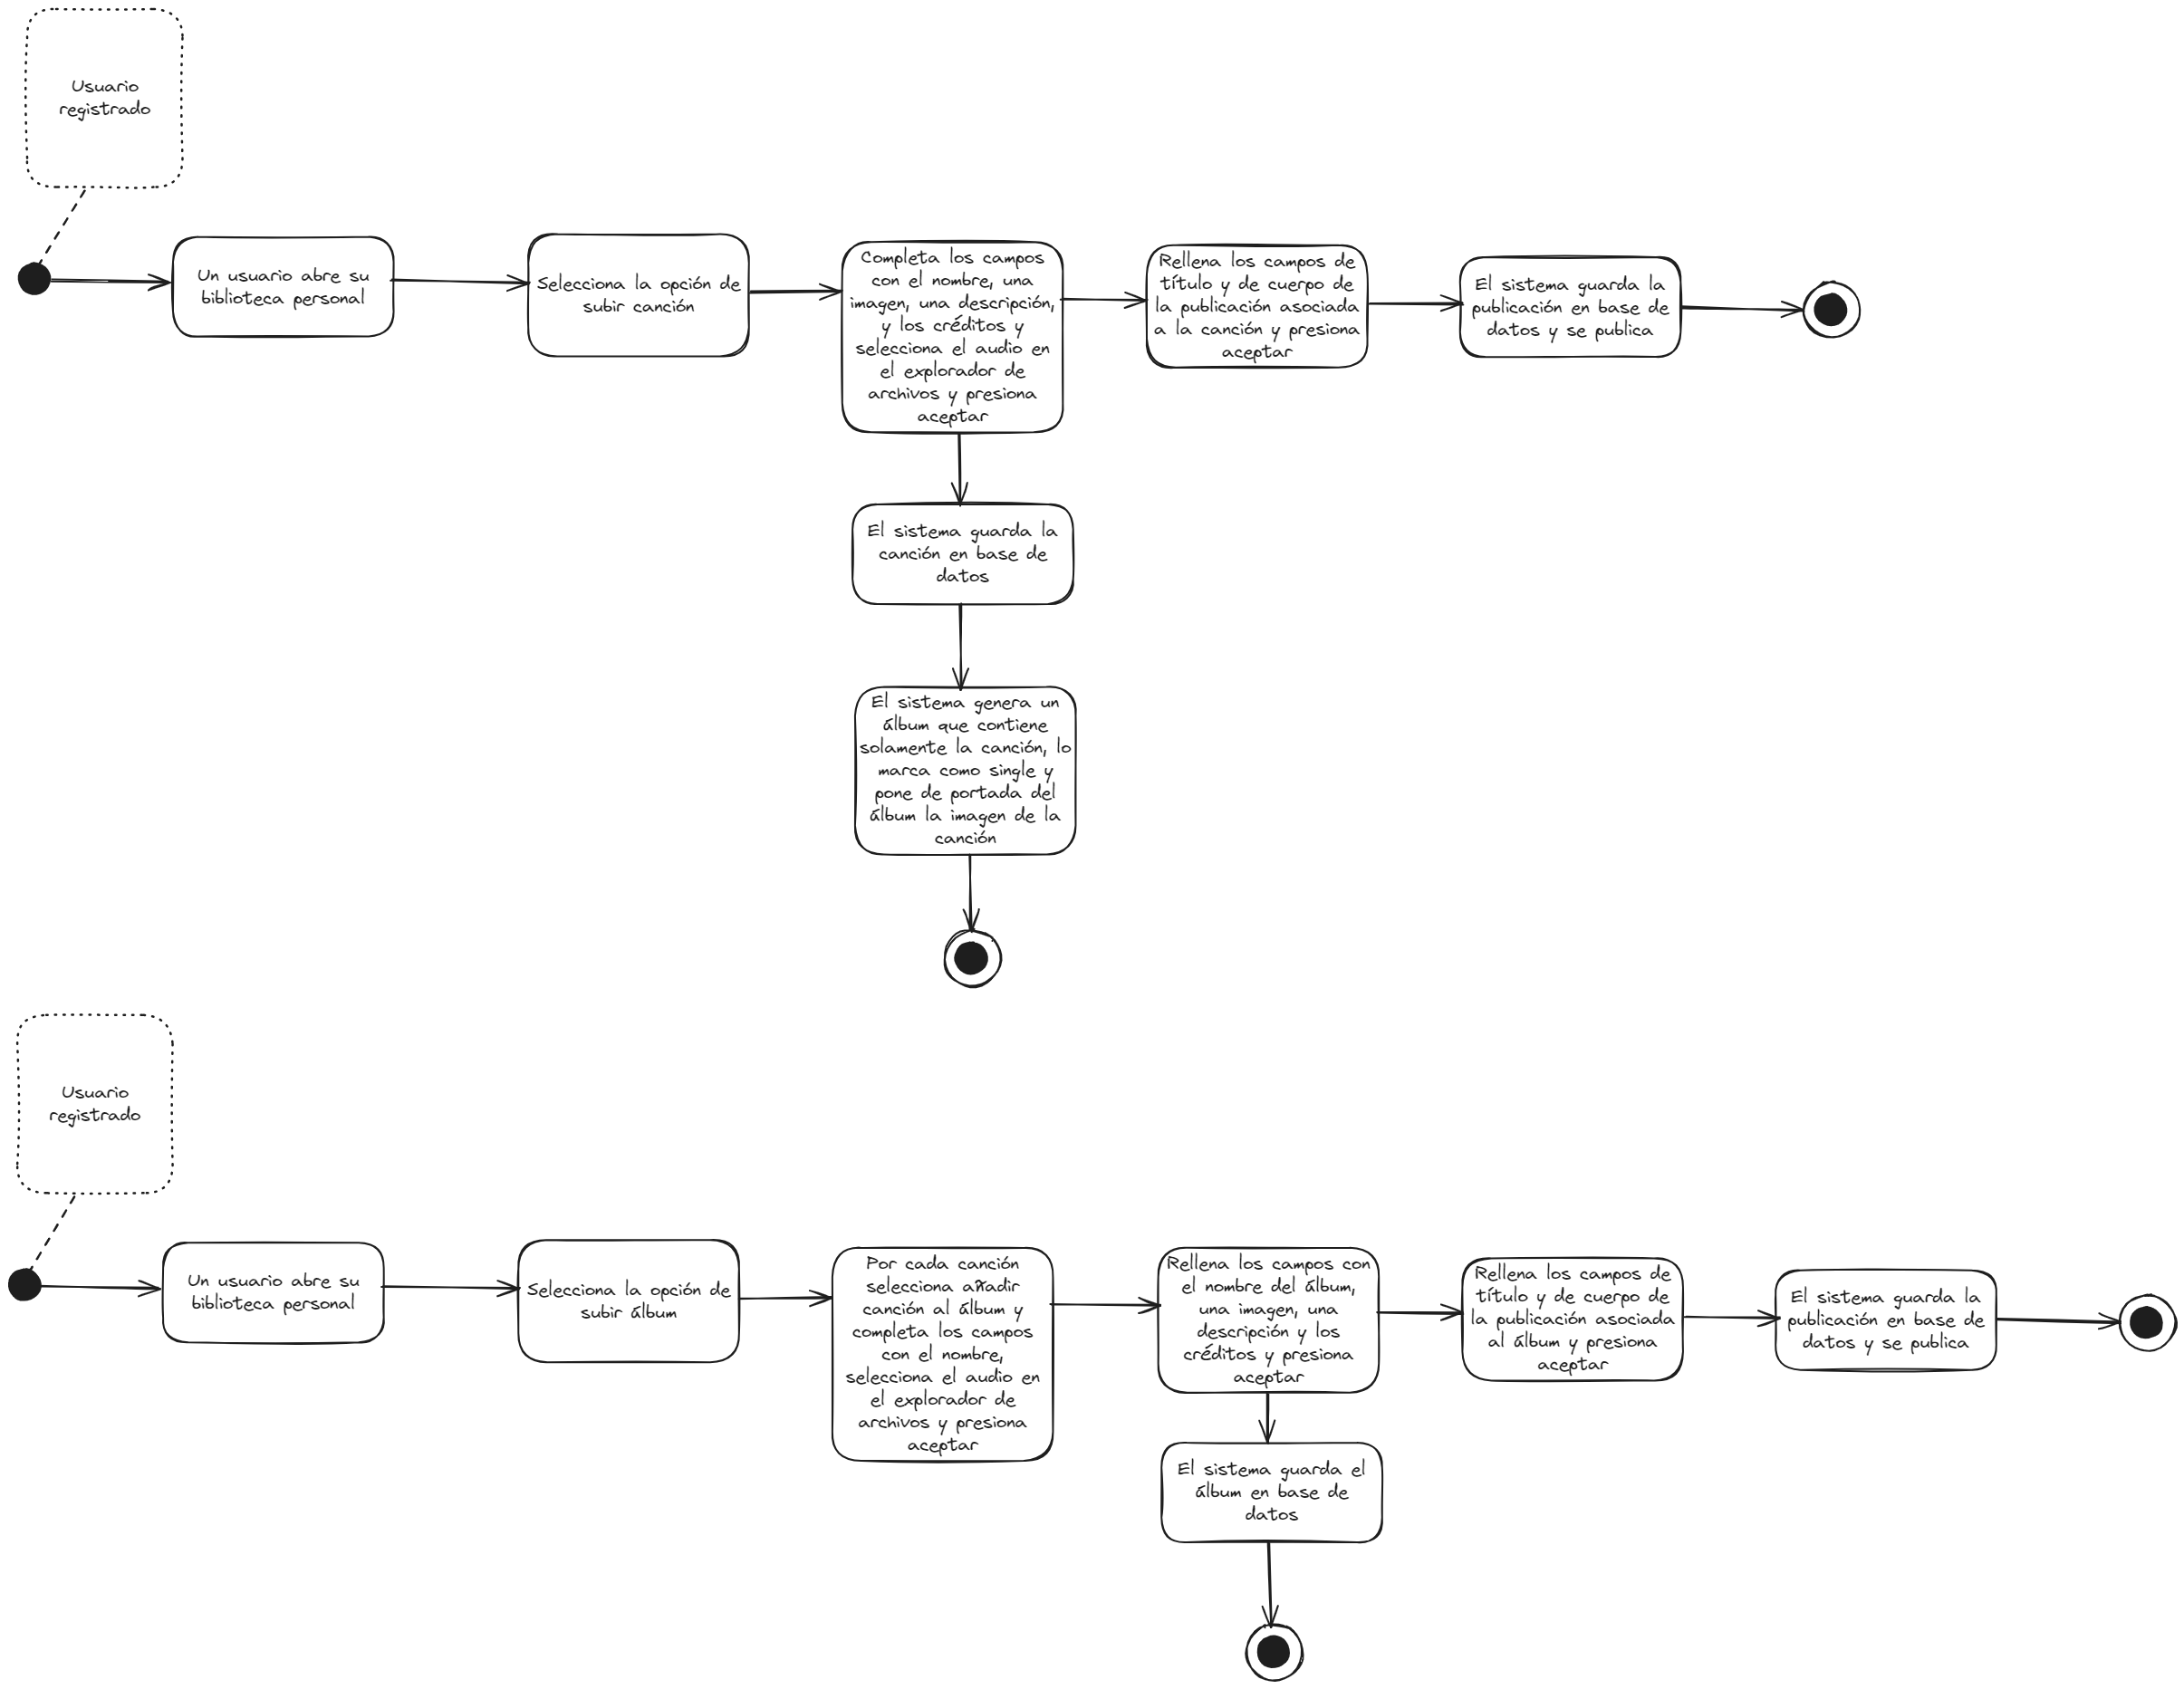 Usuario
registrado
Un usuario abre su
biblioteca personal
Selecciona la opción de
subir canción
Completa los campos
con el nombre, una
imagen, una descripción,
y los créditos y
selecciona el audio en
el explorador de
archivos y presiona
aceptar
Rellena los campos de
título y de cuerpo de
la publicación asociada
a la canción y presiona
aceptar
El sistema guarda la
publicación en base de
datos y se publica
El sistema guarda la
canción en base de
datos
El sistema genera un
álbum que contiene
solamente la canción, lo
marca como single y
pone de portada del
álbum la imagen de la
canción
Usuario
registrado
Un usuario abre su
biblioteca personal
Selecciona la opción de
subir álbum
Por cada canción
selecciona añadir
canción al álbum y
completa los campos
con el nombre,
selecciona el audio en
el explorador de
archivos y presiona
aceptar
Rellena los campos con
el nombre del álbum,
una imagen, una
descripción y los
créditos y presiona
aceptar
Rellena los campos de
título y de cuerpo de
la publicación asociada
al álbum y presiona
aceptar
El sistema guarda la
publicación en base de
datos y se publica
El sistema guarda el
álbum en base de
datos